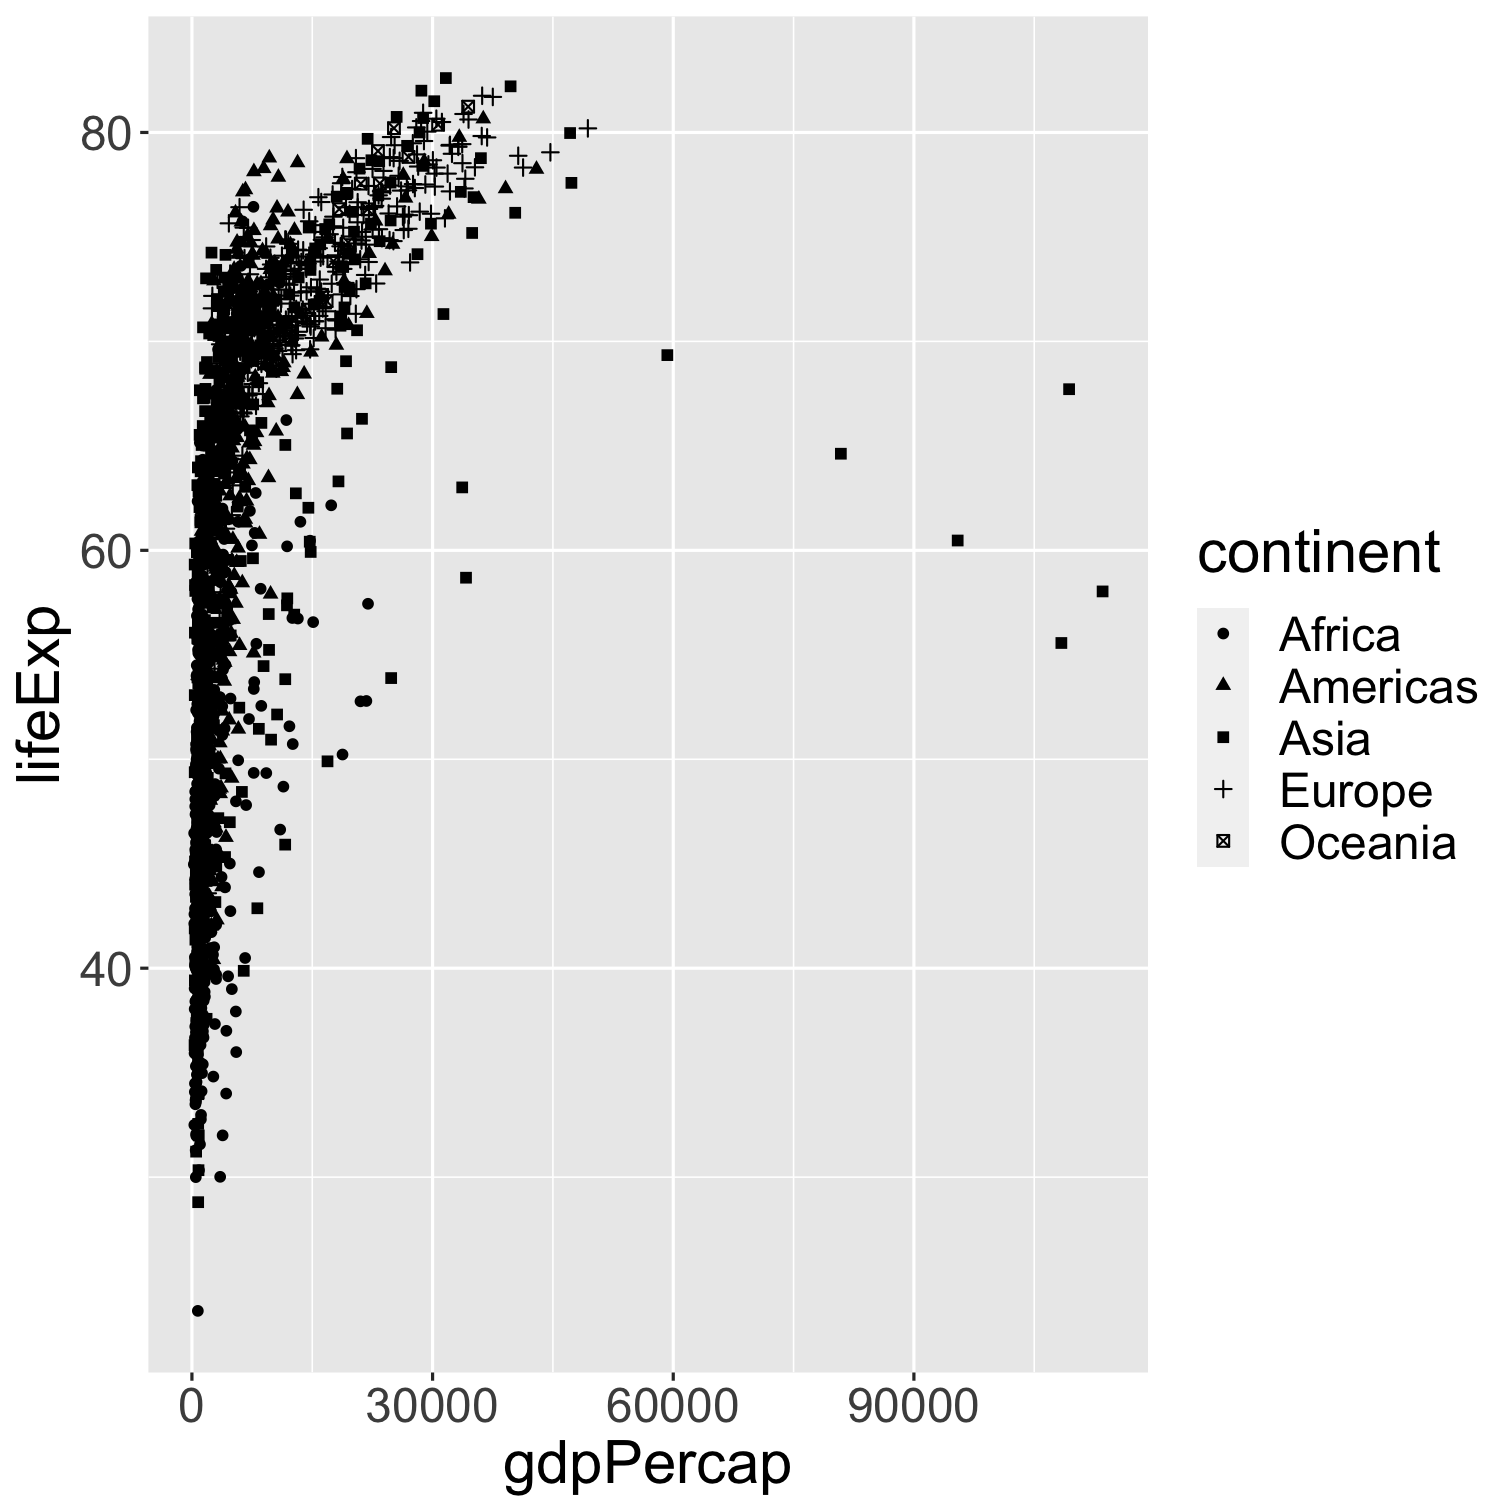 80
60
40
lifeExp
0 30000 60000 90000
gdpPercap
continent
Africa
Americas
Asia
Europe
Oceania